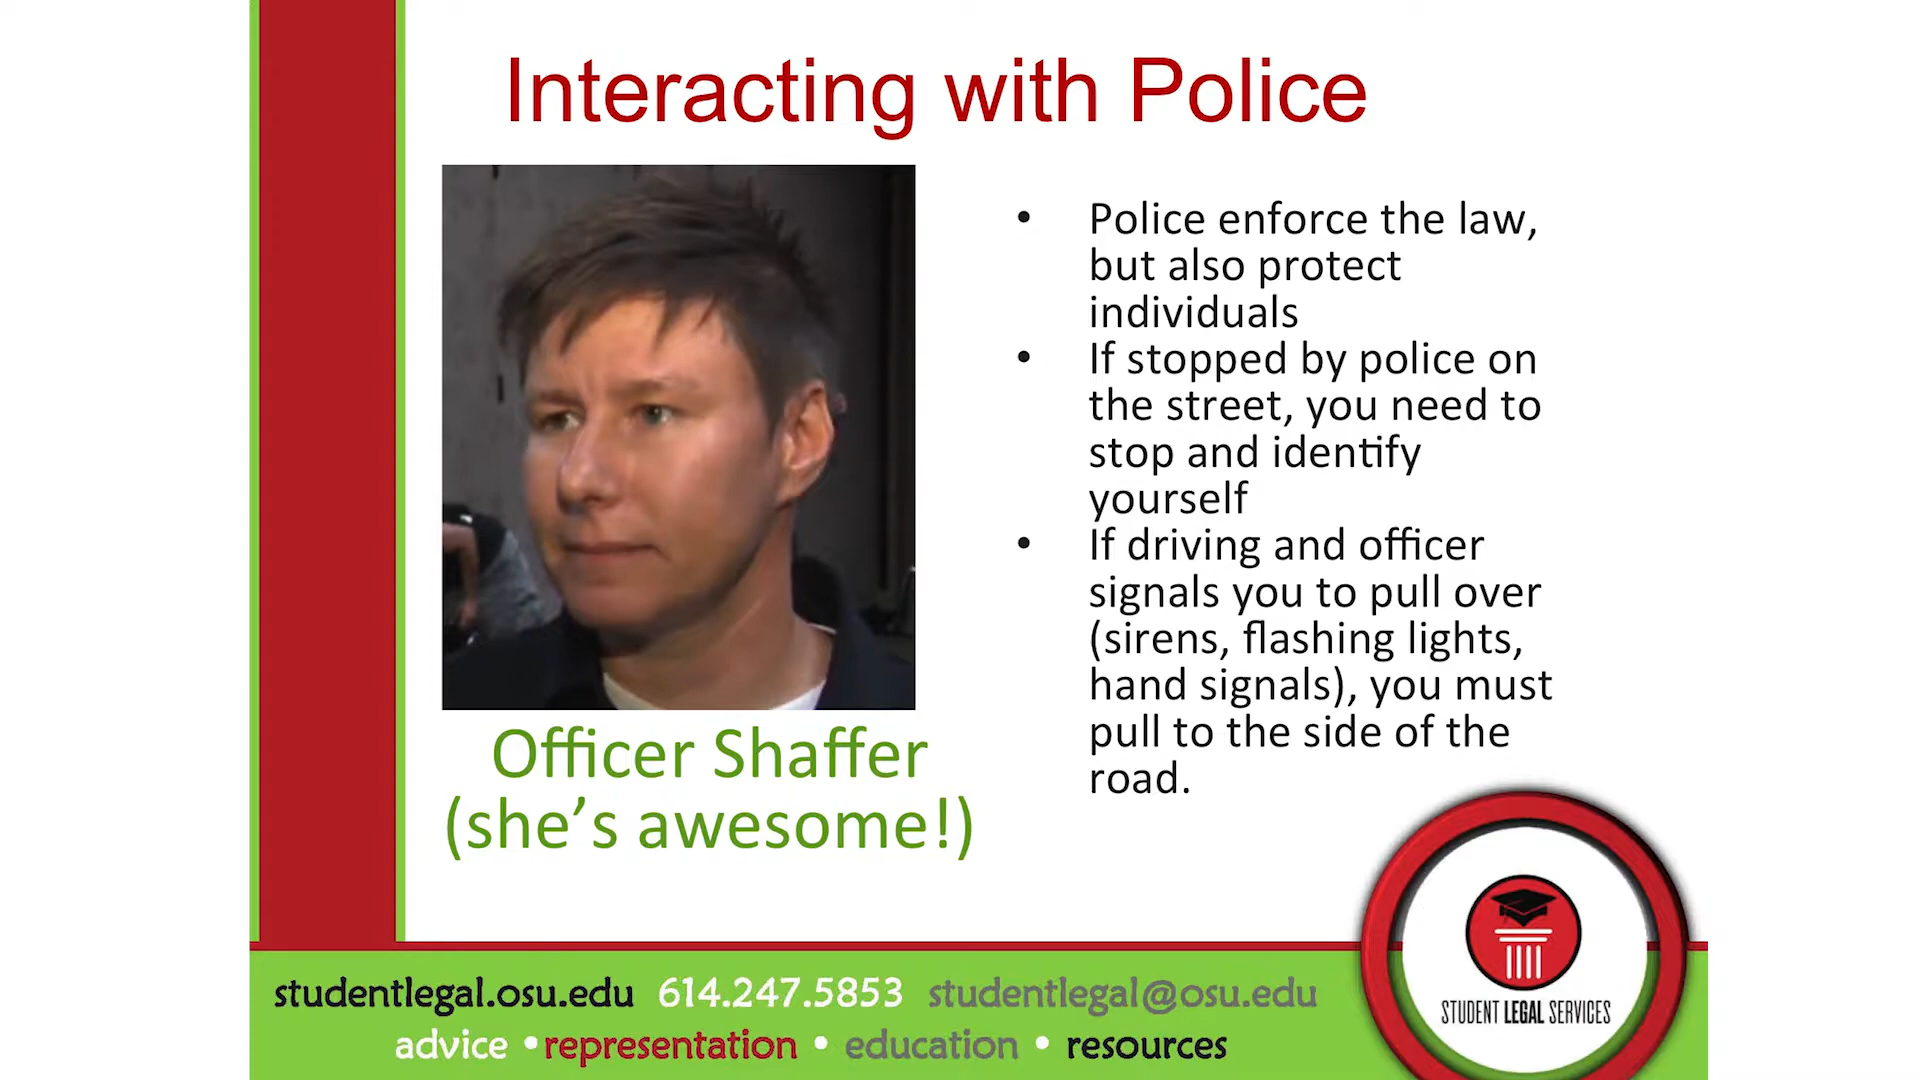 Interacting with Police
Officer Shaffer
(she’s awesome!)
• Police enforce the law,
but also protect
individuals
• If stopped by police on
the street, you need to
stop and identify
yourself
• If driving and officer
signals you to pull over
(sirens, flashing lights,
hand signals), you must
pull to the side of the
road.
STUDENT LEGAL SERVICES
studentlegal.osu.edu 614.247.5853 studentlegal@osu.edu
advice • representation • education • resources